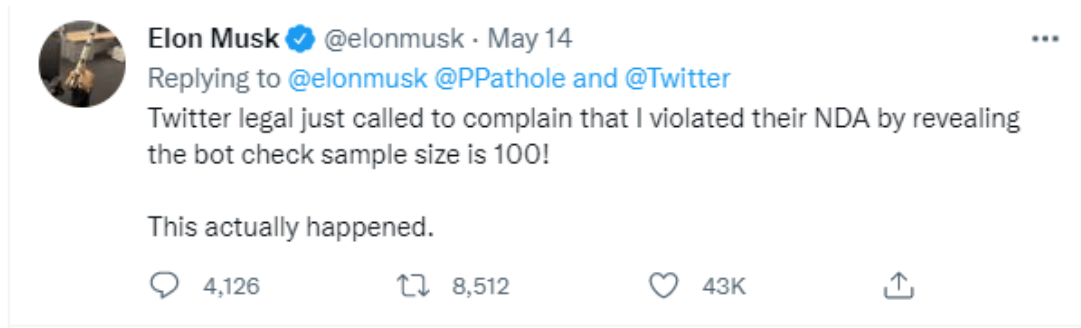 Elon Musk @elonmusk · May 14
Replying to @elonmusk @PPathole and @Twitter
Twitter legal just called to complain that I violated their NDA by revealing
the bot check sample size is 100!
This actually happened.
4,126 8,512 43K